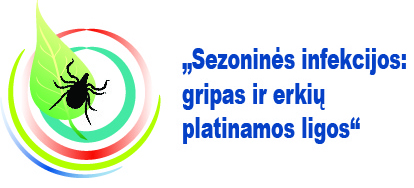 „Sezoninės infekcijos:
gripas ir erkių
platinamos ligos“